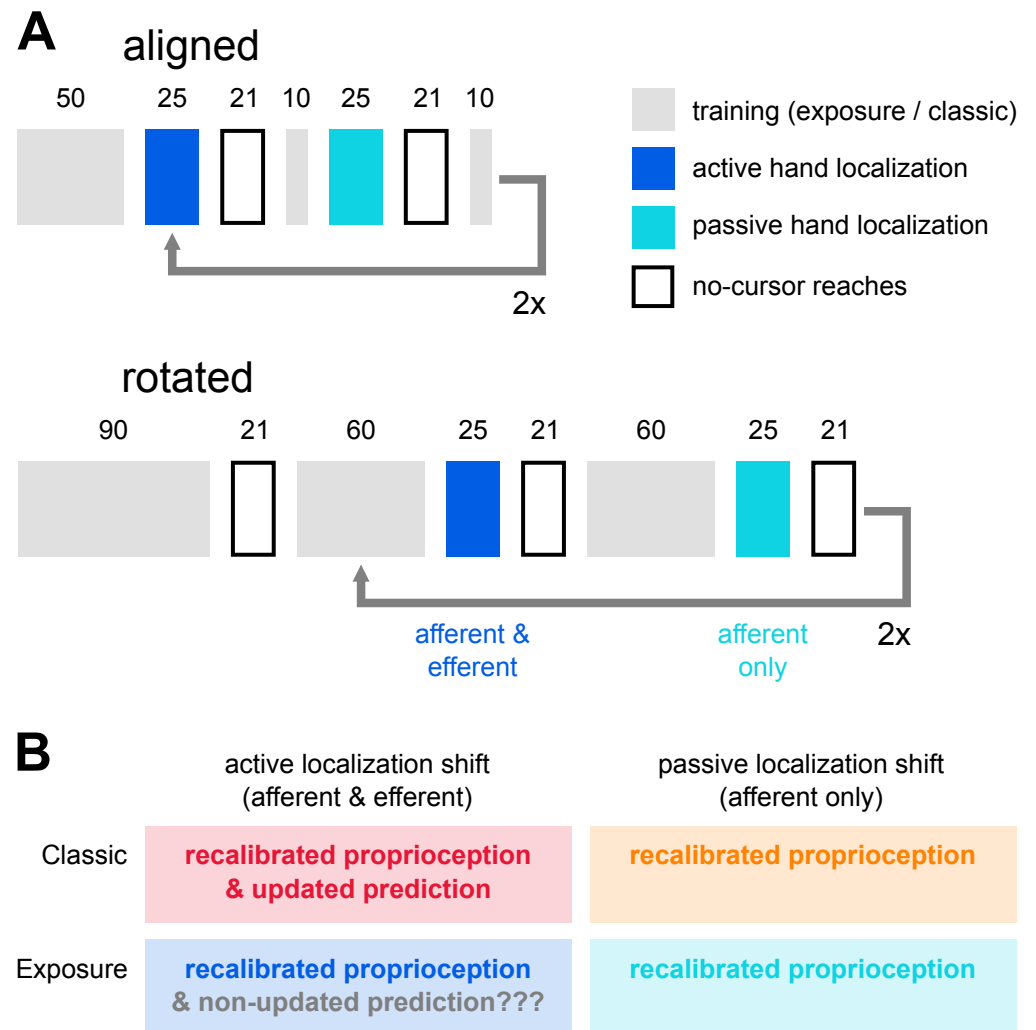 A
aligned
50 25 21 10 25 21 10
training (exposure / classic)
active hand localization
passive hand localization
no-cursor reaches
2x
rotated
90 21 60 25 21 60 25 21
afferent &
efferent
afferent
only
2x
B
active localization shift
(afferent & efferent)
passive localization shift
(afferent only)
Classic
recalibrated proprioception
& updated prediction
recalibrated proprioception
Exposure
recalibrated proprioception
& non-updated prediction???
recalibrated proprioception